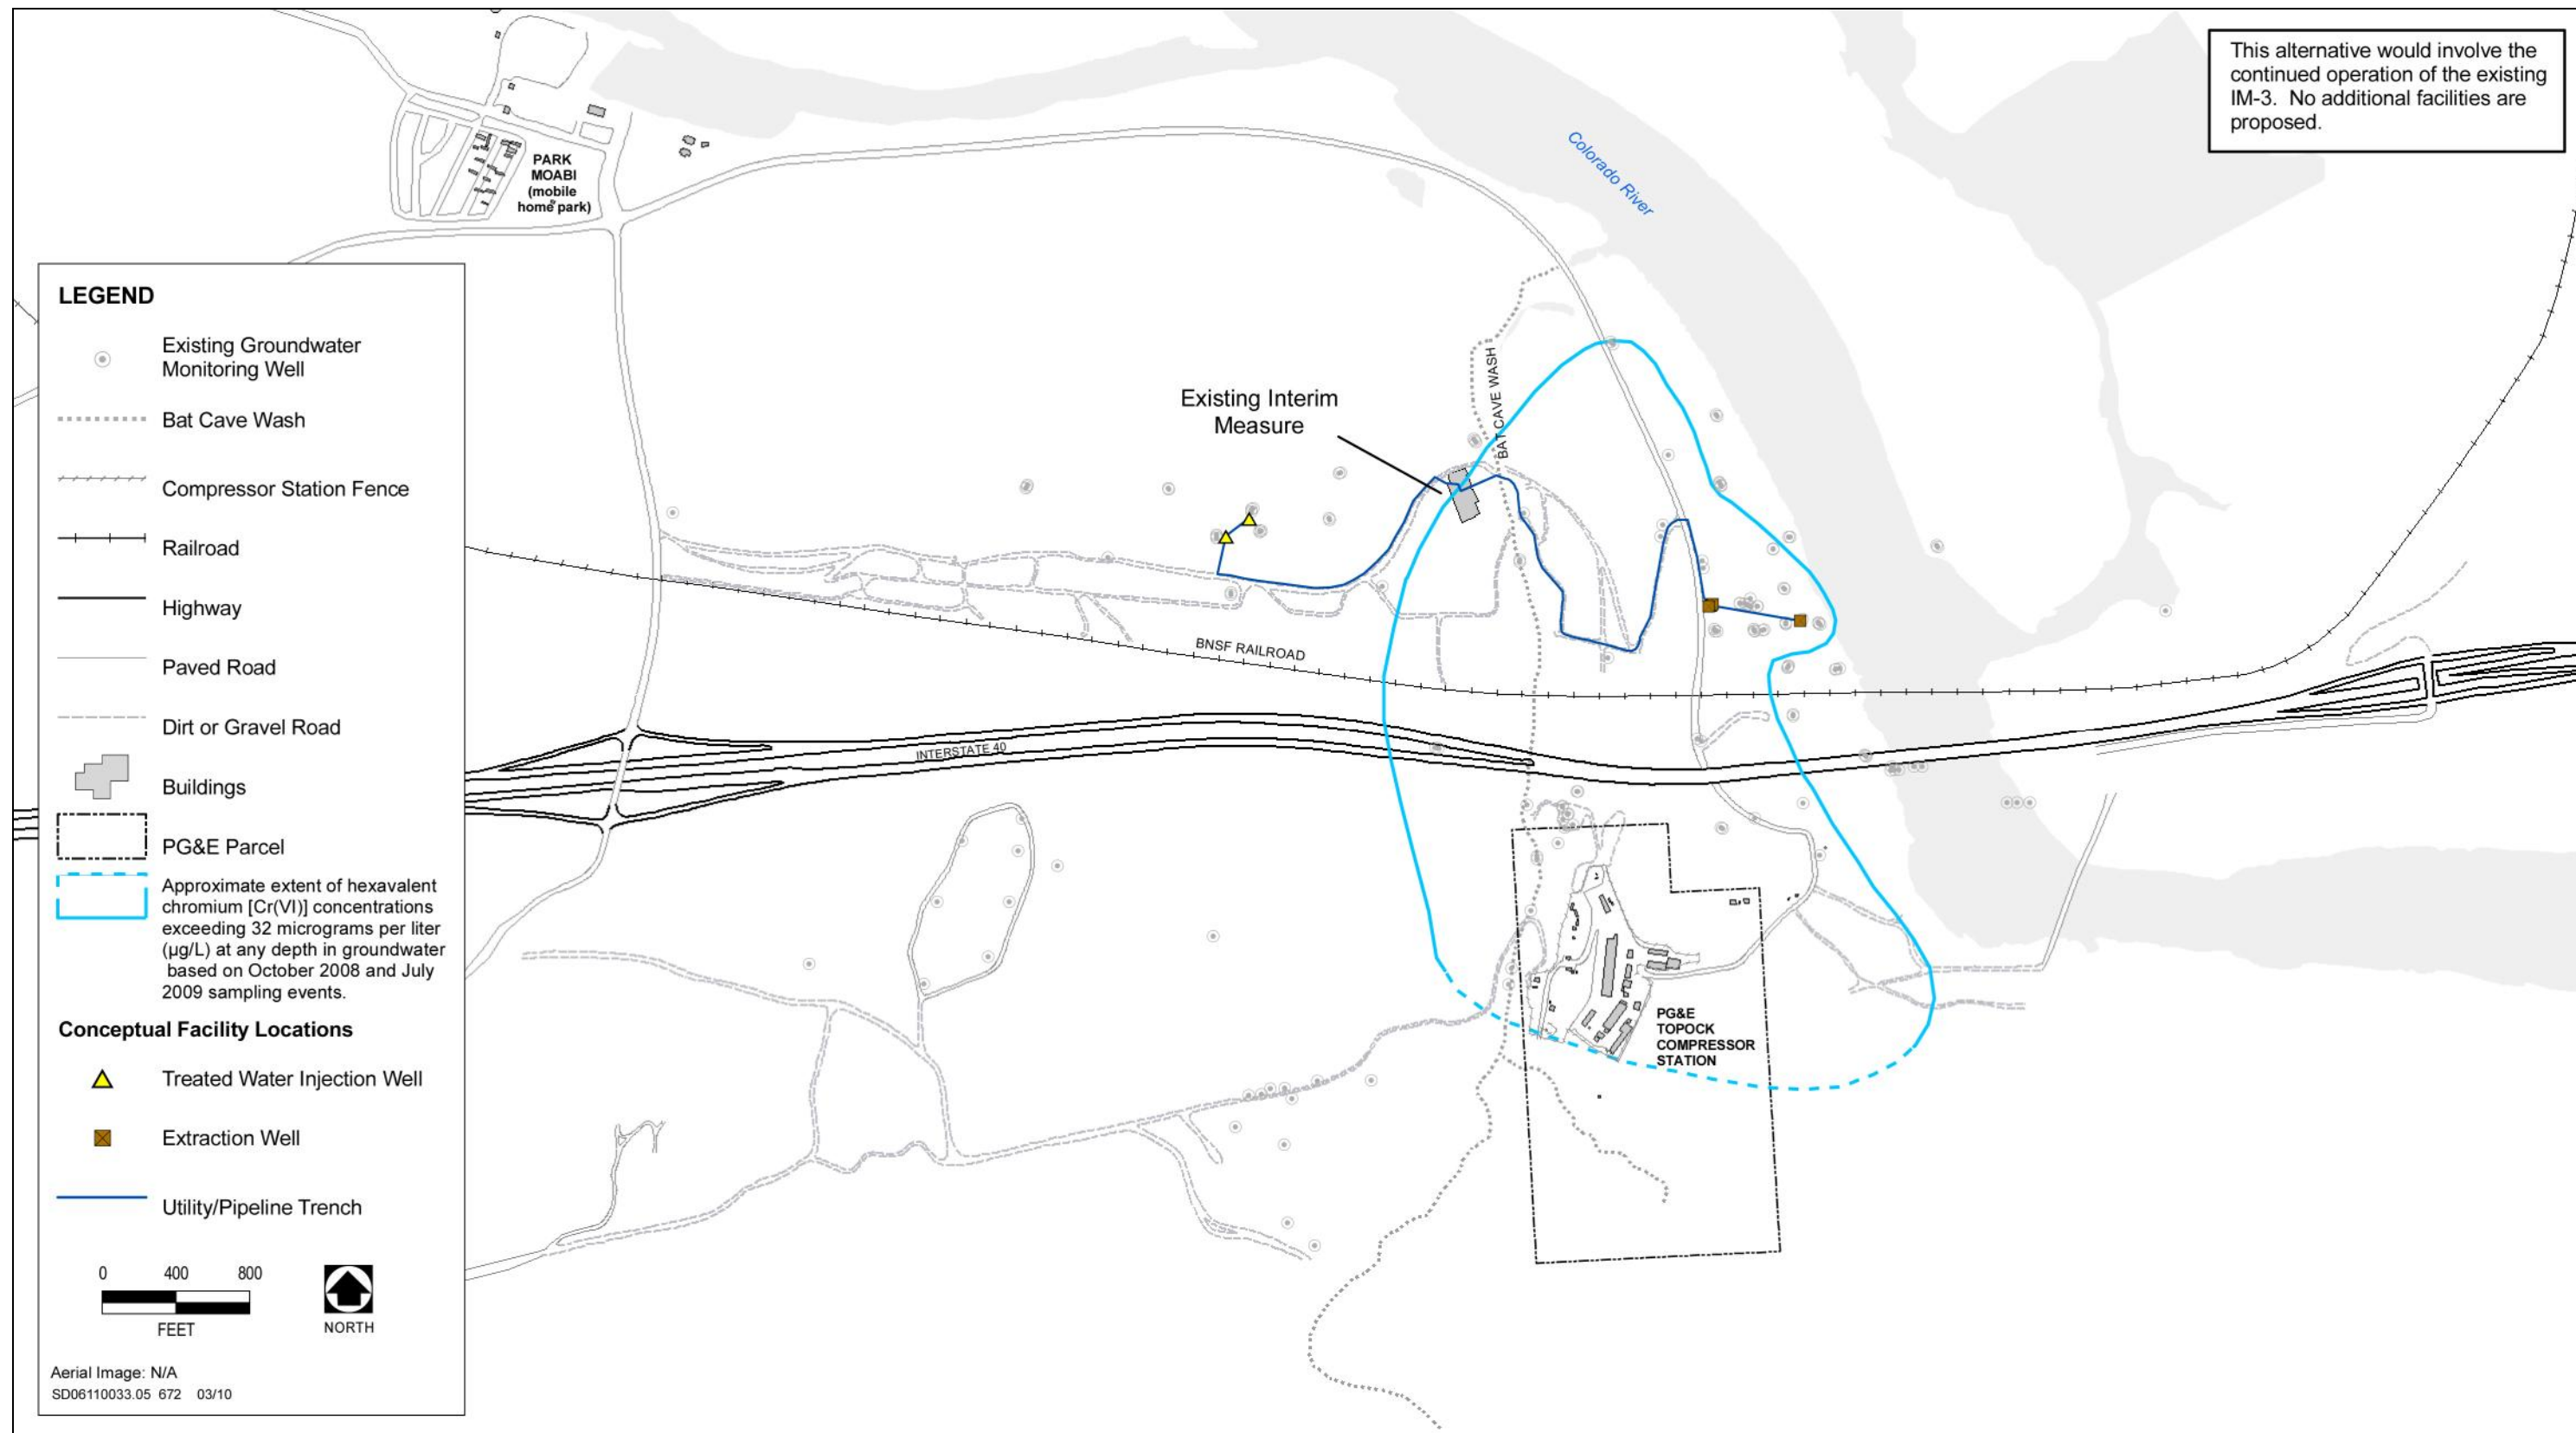 This alternative would involve the
continued operation of the existing
IM-3. No additional facilities are
proposed.
Colorado River
PARK
MOABI
(mobile
home park)
Existing Interim
Measure
BAT CAVE WASH
BNSF RAILROAD
INTERSTATE 40
PG&E
TOPOCK
COMPRESSOR
STATION
LEGEND
Existing Groundwater
Monitoring Well
Bat Cave Wash
Compressor Station Fence
Railroad
Highway
Paved Road
Dirt or Gravel Road
Buildings
PG&E Parcel
Approximate extent of hexavalent
chromium [Cr(VI)] concentrations
exceeding 32 micrograms per liter
(µg/L) at any depth in groundwater
based on October 2008 and July
2009 sampling events.
Conceptual Facility Locations
Treated Water Injection Well
Extraction Well
Utility/Pipeline Trench
0 400 800
FEET
NORTH
Aerial Image: N/A
SD06110033.05 672 03/10